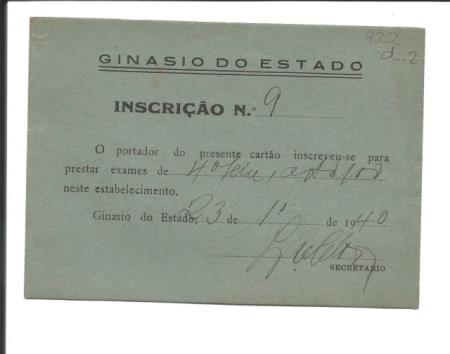 922
d. 2
GINASIO DO ESTADO
INSCRIÇÃO N.º 9
O portador do presente cartão inscreveu-se para
prestar exames de
neste estabelecimento.
Ginasio do Estado, 23 de 1º de 1940
SECRETARIO